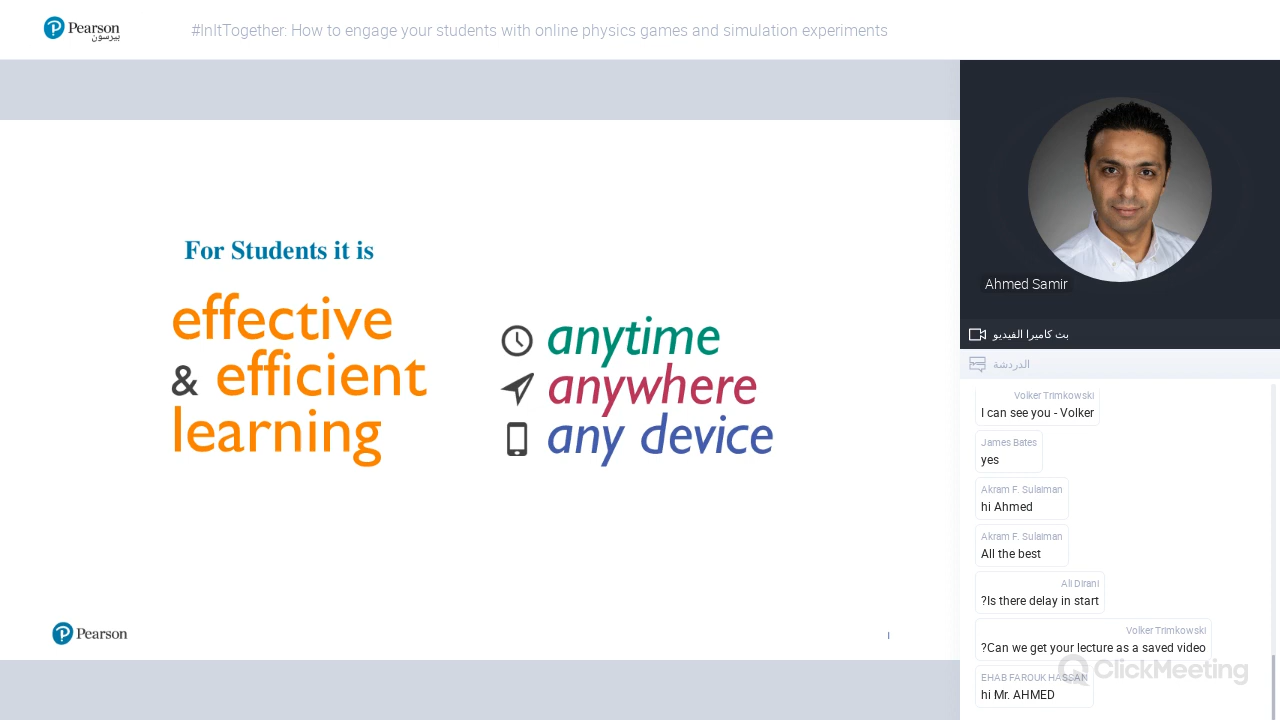 Pearson
بيرسون
#InItTogether: How to engage your students with online physics games and simulation experiments
For Students it is
effective
& efficient
learning
anytime
anywhere
any device
Pearson
Ahmed Samir
بث كاميرا الفيديو
الدردشة
Volker Trimkowski
I can see you - Volker
James Bates
yes
Akram F. Sulaiman
hi Ahmed
Akram F. Sulaiman
All the best
Ali Dirani
?Is there delay in start
Volker Trimkowski
?Can we get your lecture as a saved video
EHAB FAROUK HASSAN
hi Mr. AHMED
ClickMeeting